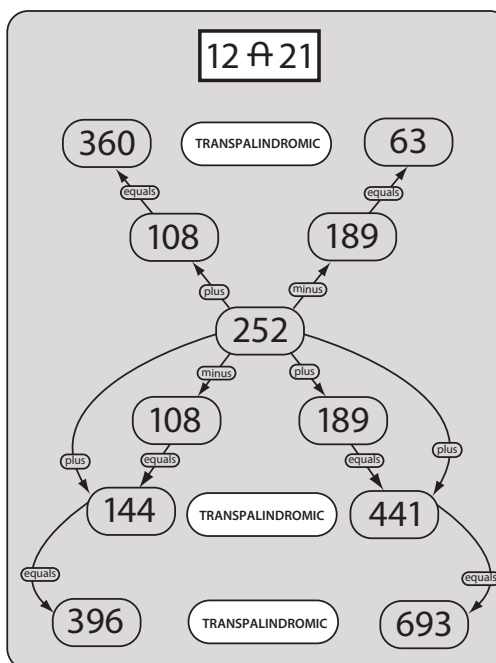 12 ᗩ 21
360
TRANSPALINDROMIC
63
equals
equals
108
189
plus
minus
252
minus
plus
108
189
plus
equals
equals
plus
144
TRANSPALINDROMIC
441
equals
equals
396
TRANSPALINDROMIC
693